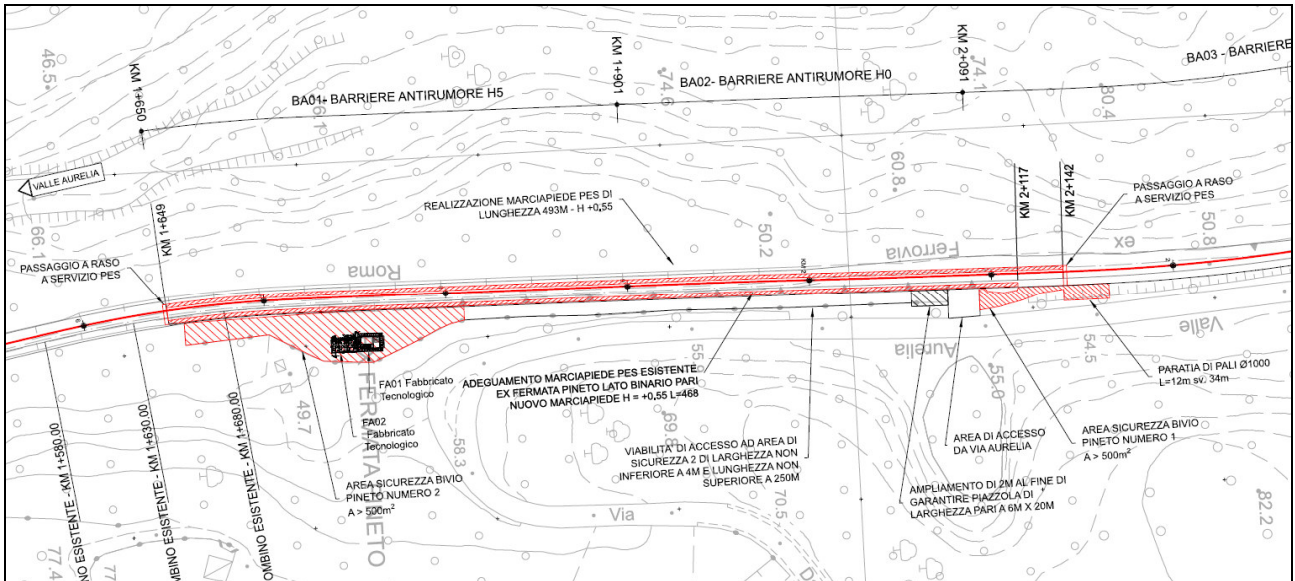 46.5
KM 1+650
BA01- BARRIERE ANTIRUMORE H5
KM 1+901
74.6
BA02- BARRIERE ANTIRUMORE H0
KM 2+091
74.1
80.4
BA03 - BARRIERE
VALLE AURELIA
66.1
KM 1+649
PASSAGGIO A RASO
A SERVIZIO PES
REALIZZAZIONE MARCIAPIEDE PES DI
LUNGHEZZA 493M - H +0,55
50.2
60.8
KM 2+117
KM 2+142
PASSAGGIO A RASO
A SERVIZIO PES
50.8
Roma
KM 2
Ferrovia
ex
Valle
Aurelia
54.5
55.0
PARATIA DI PALI Ø1000
L=12m sv. 34m
FA01 Fabbricato
Tecnologico
FA02
Fabbricato
Tecnologico
FERMATA PINETO
49.7
58.3
ADEGUAMENTO MARCIAPIEDE PES ESISTENTE
EX FERMATA PINETO LATO BINARIO PARI
NUOVO MARCIAPIEDE H = +0,55 L=468
VIABILITA' DI ACCESSO AD AREA DI
SICUREZZA 2 DI LARGHEZZA NON
INFERIORE A 4M E LUNGHEZZA NON
SUPERIORE A 250M
AREA DI ACCESSO
DA VIA AURELIA
AREA SICUREZZA BIVIO
PINETO NUMERO 1
A > 500m²
AREA SICUREZZA BIVIO
PINETO NUMERO 2
A > 500m²
AMPLIAMENTO DI 2M AL FINE DI
GARANTIRE PIAZZOLA DI
LARGHEZZA PARI A 6M X 20M
NO ESISTENTE - KM 1+580.00
OMBINO ESISTENTE - KM 1+630.00
OMBINO ESISTENTE - KM 1+680.00
Via
70.5
82.2
77.4